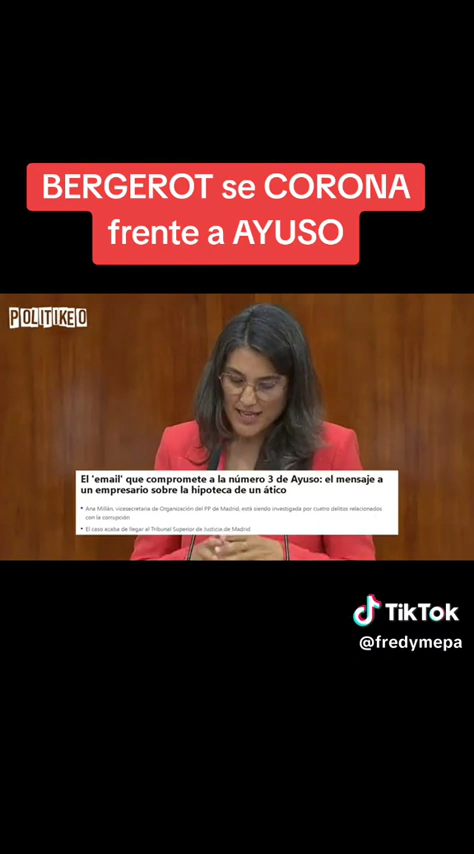 BERGEROT se CORONA
frente a AYUSO
POLITIKEO
El 'email' que compromete a la número 3 de Ayuso: el mensaje a
un empresario sobre la hipoteca de un ático
• Ana Millán, vicesecretaria de Organización del PP de Madrid, está siendo investigada por cuatro delitos relacionados
con la corrupción
• El caso acaba de llegar al Tribunal Superior de Justicia de Madrid
TikTok
@fredymepa